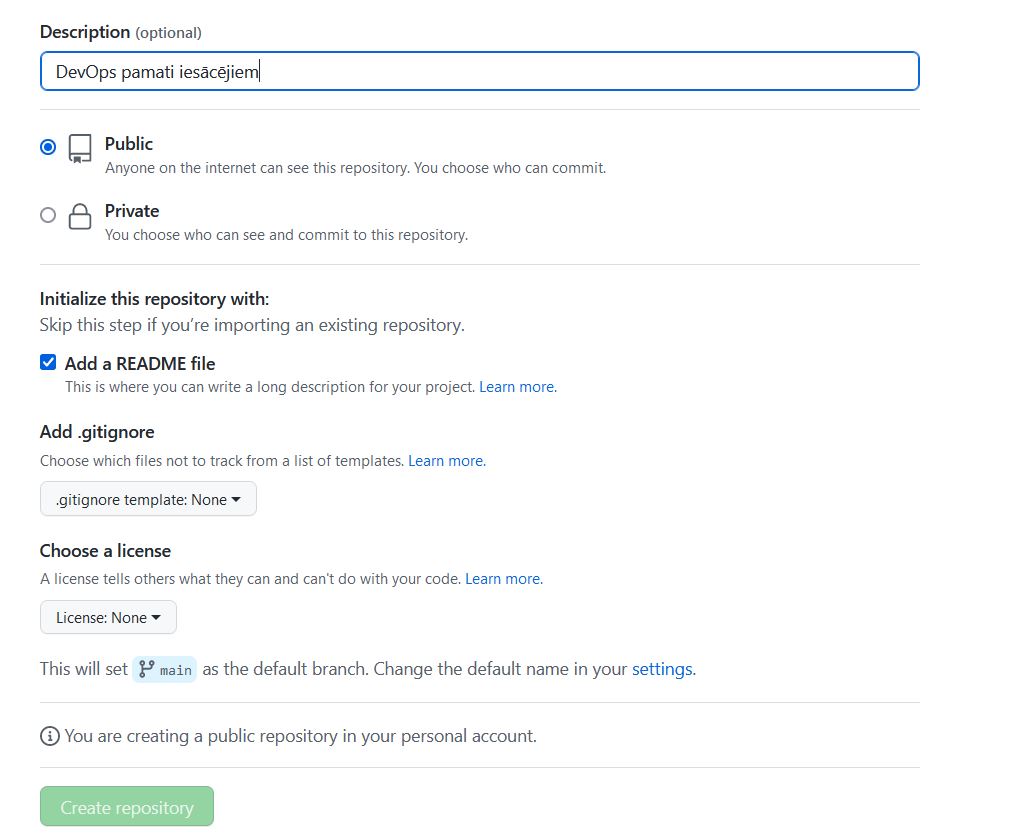 Description (optional)
DevOps pamati iesācējiem
Public
Anyone on the internet can see this repository. You choose who can commit.
Private
You choose who can see and commit to this repository.
Initialize this repository with:
Skip this step if you’re importing an existing repository.
Add a README file
This is where you can write a long description for your project. Learn more.
Add .gitignore
Choose which files not to track from a list of templates. Learn more.
.gitignore template: None
Choose a license
A license tells others what they can and can't do with your code. Learn more.
License: None
This will set main as the default branch. Change the default name in your settings.
You are creating a public repository in your personal account.
Create repository